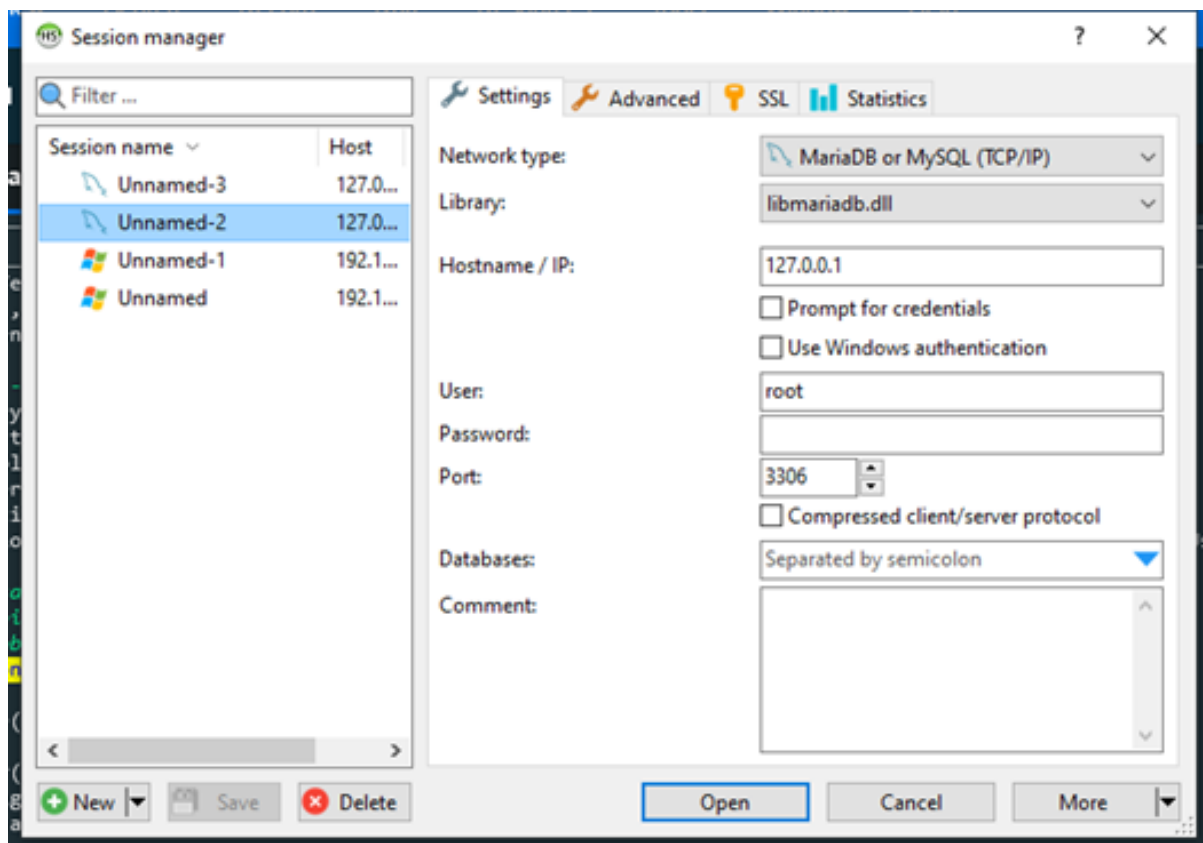 Session manager
?
Filter ...
Settings
Advanced
SSL
Statistics
Session name
Host
Unnamed-3
127.0...
Unnamed-2
127.0...
Unnamed-1
192.1...
Unnamed
192.1...
Network type:
MariaDB or MySQL (TCP/IP)
Library:
libmariadb.dll
Hostname / IP:
127.0.0.1
Prompt for credentials
Use Windows authentication
User:
root
Password:
Port:
3306
Compressed client/server protocol
Databases:
Separated by semicolon
Comment:
New
Save
Delete
Open
Cancel
More